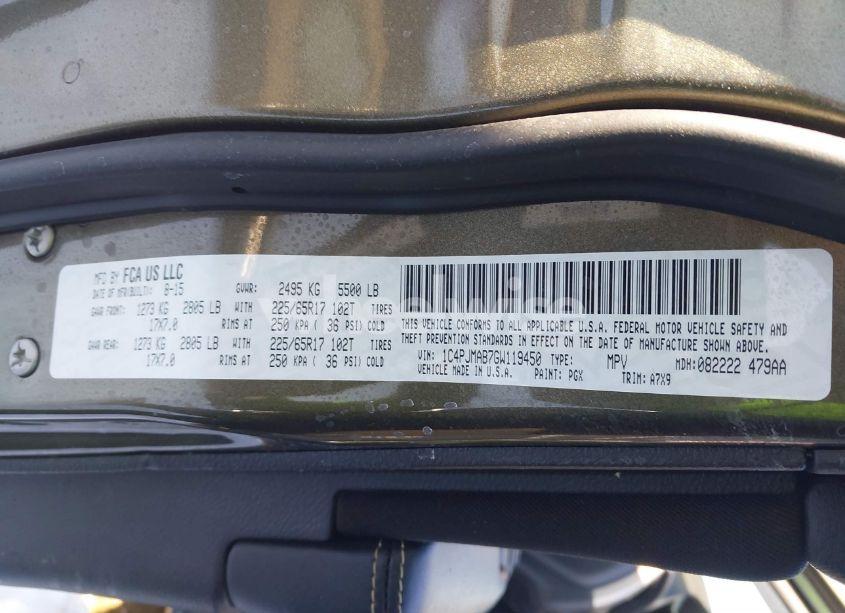 MFD BY FCA US LLC
DATE OF MFR/BUILT: 8-15 GVWR: 2495 KG 5500 LB
GAWR FRONT: 1273 KG 2805 LB WITH 225/65R17 102T TIRES
17X7.0 RIMS AT 250 KPA ( 36 PSI) COLD
GAWR REAR: 1273 KG 2805 LB WITH 225/65R17 102T TIRES
17X7.0 RIMS AT 250 KPA ( 36 PSI) COLD
THIS VEHICLE CONFORMS TO ALL APPLICABLE U.S.A. FEDERAL MOTOR VEHICLE SAFETY AND
THEFT PREVENTION STANDARDS IN EFFECT ON THE DATE OF MANUFACTURE SHOWN ABOVE.
VIN: 1C4PJMAB7GW119450 TYPE: MPV MDH: 082222 479AA
VEHICLE MADE IN U.S.A. PAINT: PGX TRIM: A7X9